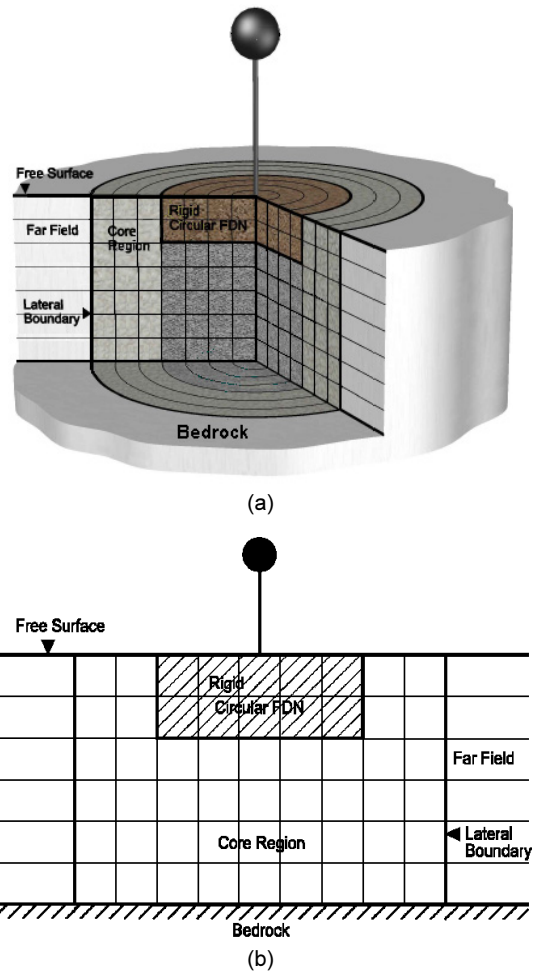 Free Surface
Rigid
Circular FDN
Far Field
Core
Region
Lateral
Boundary
Bedrock
(a)
Free Surface
Rigid
Circular FDN
Far Field
Core Region
Lateral
Boundary
Bedrock
(b)